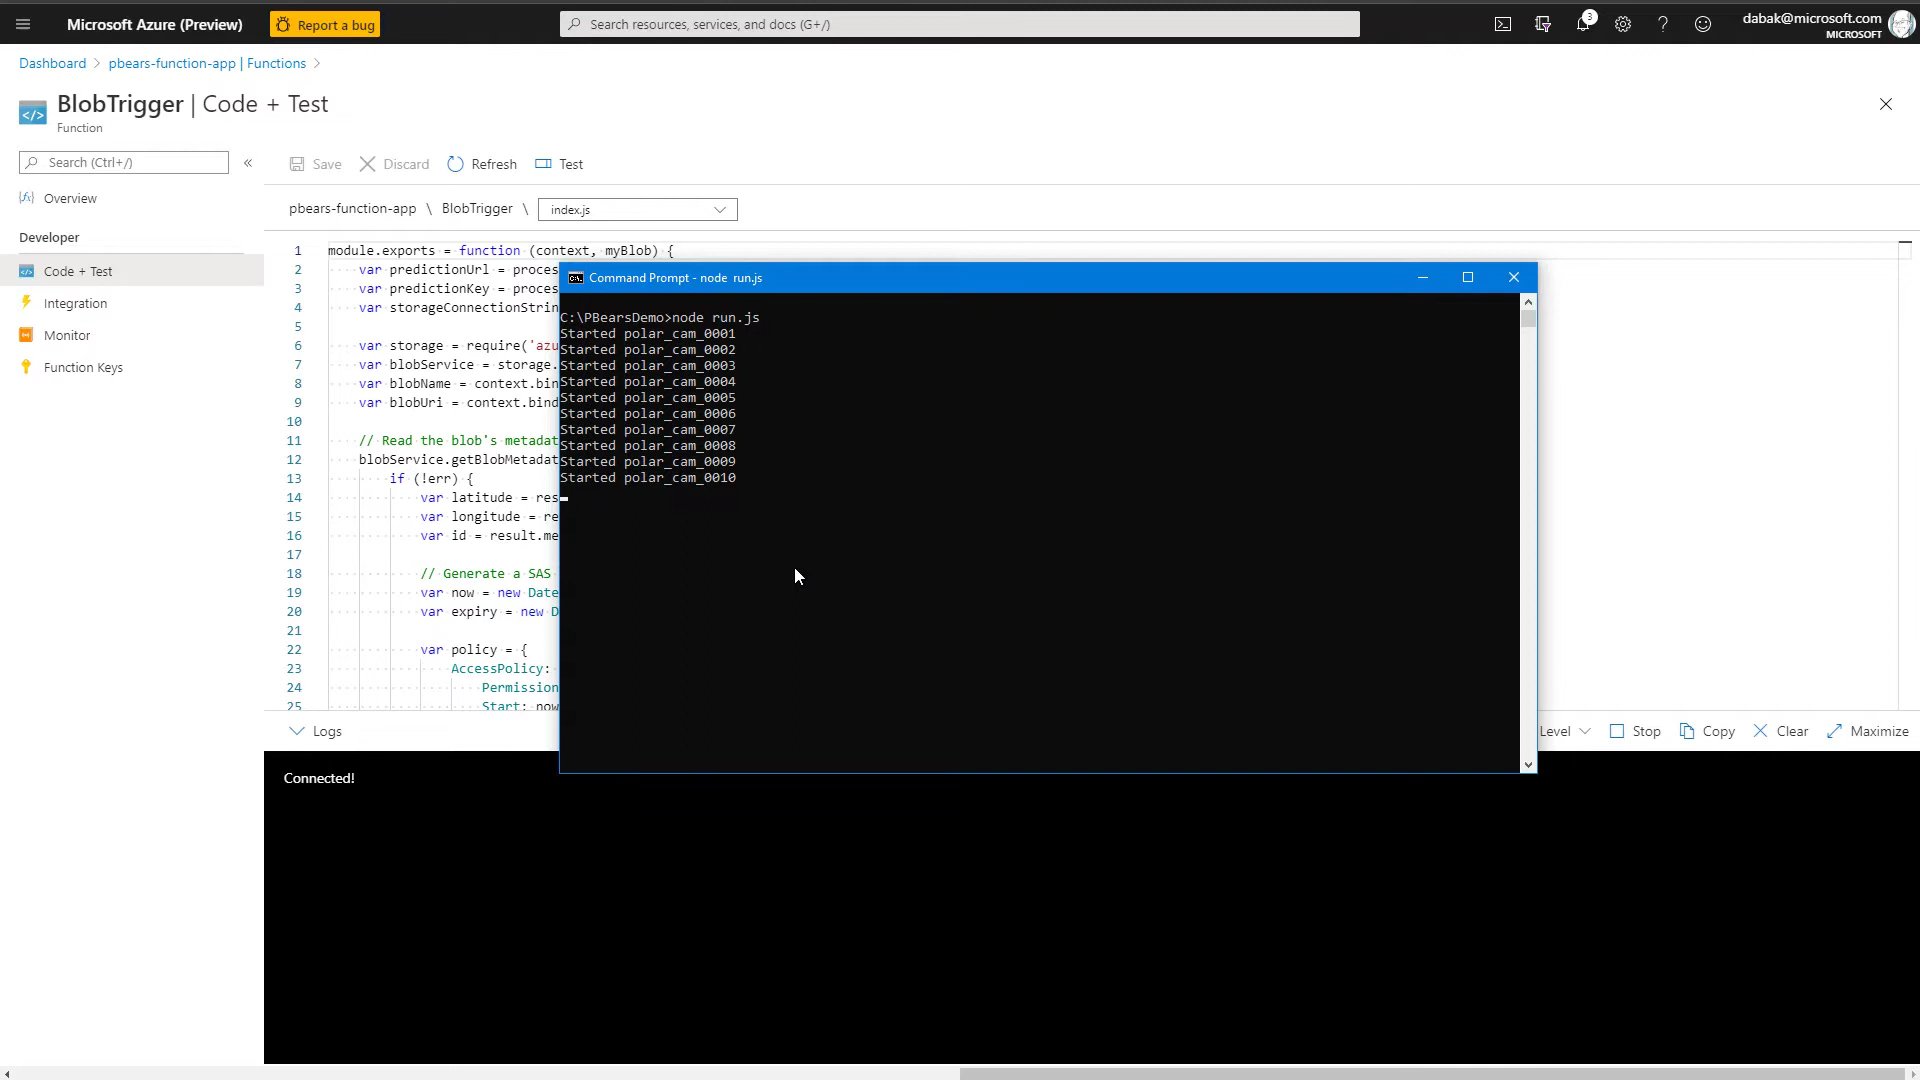 Microsoft Azure (Preview)
Report a bug
Search resources, services, and docs (G+/)
3
dabak@microsoft.com
MICROSOFT
Dashboard > pbears-function-app | Functions >
BlobTrigger | Code + Test
Function
Search (Ctrl+/)
«
Save
Discard
Refresh
Test
Overview
Developer
Code + Test
Integration
Monitor
Function Keys
pbears-function-app \ BlobTrigger \ index.js
1 module.exports = function (context, myBlob) {
2 var predictionUrl = proces
3 var predictionKey = proces
4 var storageConnectionStrin
5
6 var storage = require('azu
7 var blobService = storage.
8 var blobName = context.bin
9 var blobUri = context.bind
10
11 // Read the blob's metadat
12 blobService.getBlobMetadat
13 if (!err) {
14 var latitude = res
15 var longitude = re
16 var id = result.me
17
18 // Generate a SAS
19 var now = new Date
20 var expiry = new D
21
22 var policy = {
23 AccessPolicy:
24 Permission
25 Start: now
Command Prompt - node run.js
C:\PBearsDemo>node run.js
Started polar_cam_0001
Started polar_cam_0002
Started polar_cam_0003
Started polar_cam_0004
Started polar_cam_0005
Started polar_cam_0006
Started polar_cam_0007
Started polar_cam_0008
Started polar_cam_0009
Started polar_cam_0010
Logs
Level
Stop
Copy
Clear
Maximize
Connected!